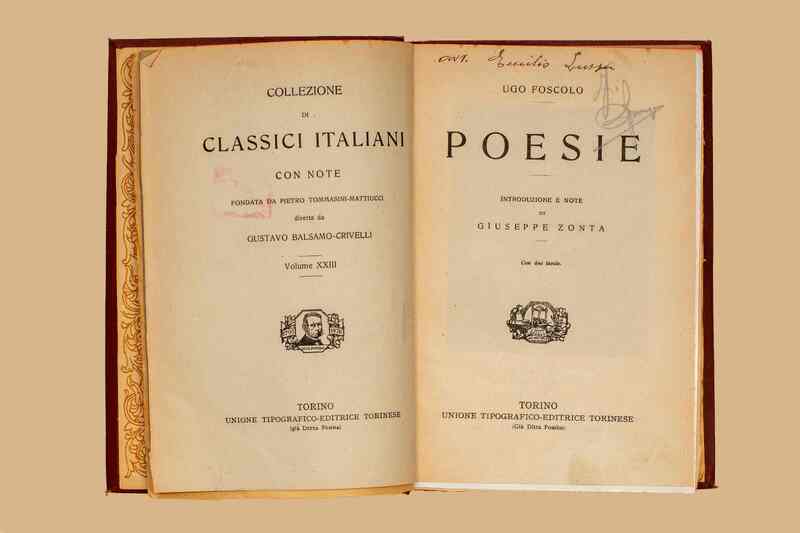 COLLEZIONE
DI
CLASSICI ITALIANI
CON NOTE
FONDATA DA PIETRO TOMMASINI-MATTIUCCI
diretta da
GUSTAVO BALSAMO-CRIVELLI
Volume XXIII
TORINO
UNIONE TIPOGRAFICO-EDITRICE TORINESE
(già Ditta Pomba)
avv. Emilio
UGO FOSCOLO
POESIE
INTRODUZIONE E NOTE
DI
GIUSEPPE ZONTA
Con due tavole.
TORINO
UNIONE TIPOGRAFICO-EDITRICE TORINESE
(Già Ditta Pomba)